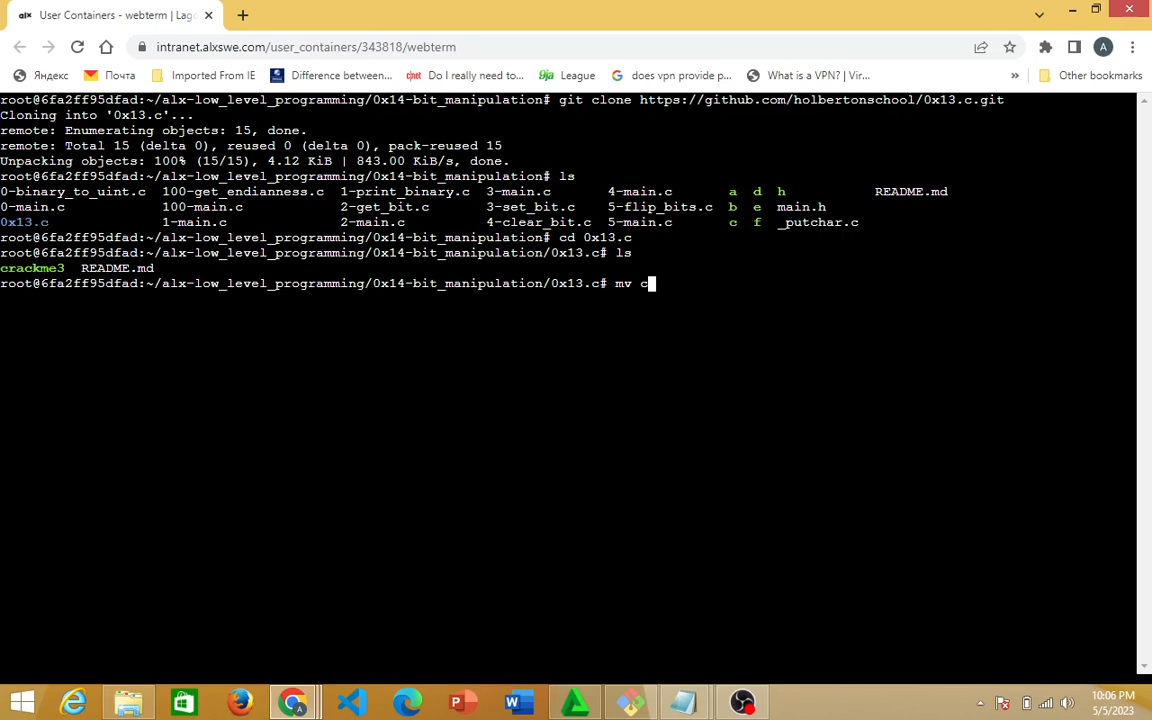 alx User Containers - webterm | Lago
intranet.alxswe.com/user_containers/343818/webterm
A
Яндекс Почта Imported From IE Difference between... cnet Do I really need to... 9ja League G does vpn provide p... What is a VPN? | Vir... » Other bookmarks
root@6fa2ff95dfad:~/alx-low_level_programming/0x14-bit_manipulation# git clone https://github.com/holbertonschool/0x13.c.git
Cloning into '0x13.c'...
remote: Enumerating objects: 15, done.
remote: Total 15 (delta 0), reused 0 (delta 0), pack-reused 15
Unpacking objects: 100% (15/15), 4.12 KiB | 843.00 KiB/s, done.
root@6fa2ff95dfad:~/alx-low_level_programming/0x14-bit_manipulation# ls
0-binary_to_uint.c 100-get_endianness.c 1-print_binary.c 3-main.c 4-main.c a d h README.md
0-main.c 100-main.c 2-get_bit.c 3-set_bit.c 5-flip_bits.c b e main.h
0x13.c 1-main.c 2-main.c 4-clear_bit.c 5-main.c c f _putchar.c
root@6fa2ff95dfad:~/alx-low_level_programming/0x14-bit_manipulation# cd 0x13.c
root@6fa2ff95dfad:~/alx-low_level_programming/0x14-bit_manipulation/0x13.c# ls
crackme3 README.md
root@6fa2ff95dfad:~/alx-low_level_programming/0x14-bit_manipulation/0x13.c# mv c
10:06 PM
5/5/2023